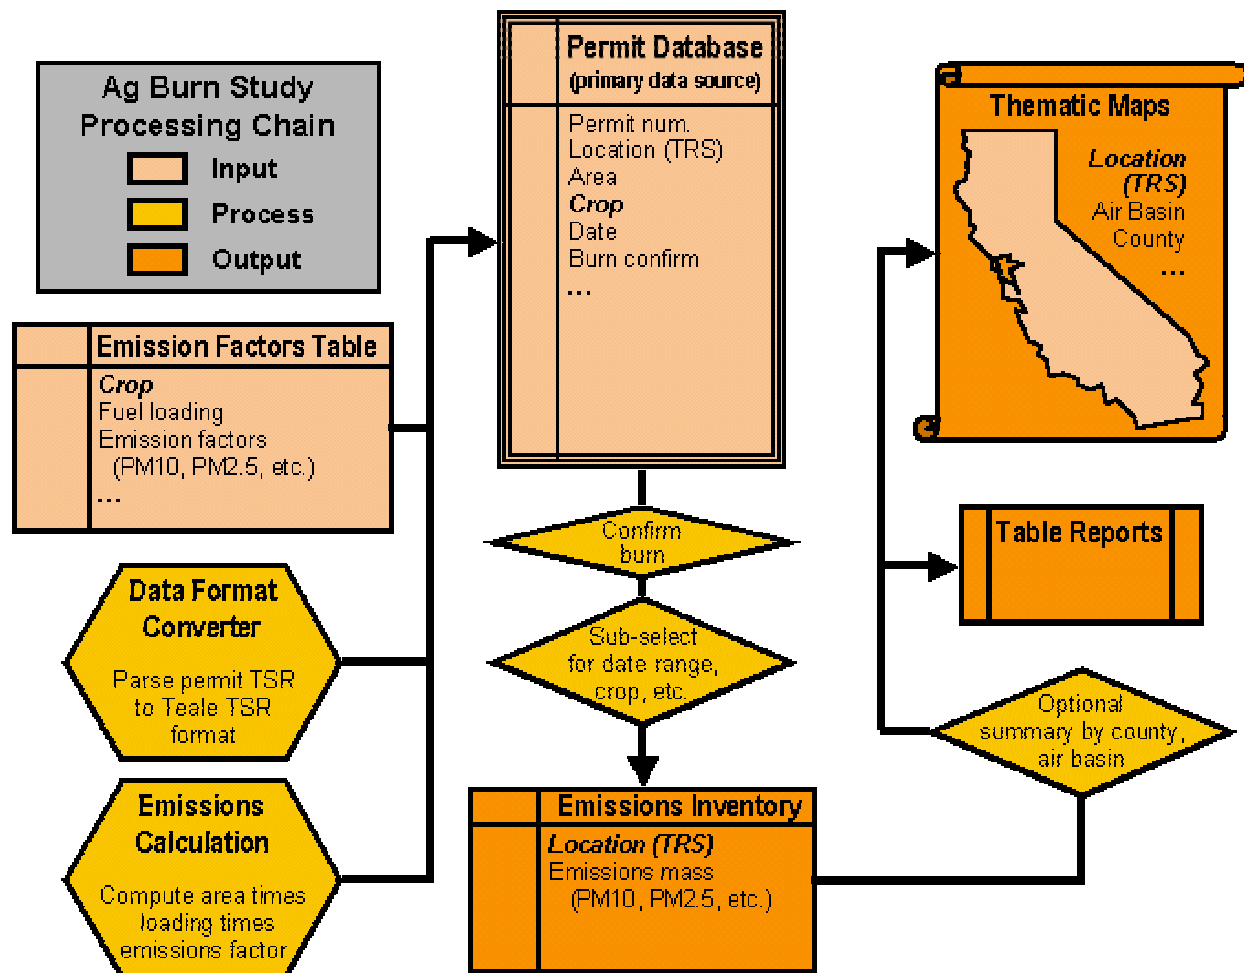 Ag Burn Study
Processing Chain
Input
Process
Output
Emission Factors Table
Crop
Fuel loading
Emission factors
(PM10, PM2.5, etc.)
...
Data Format
Converter
Parse permit TSR
to Teale TSR
format
Emissions
Calculation
Compute area times
loading times
emissions factor
Permit Database
(primary data source)
Permit num.
Location (TRS)
Area
Crop
Date
Burn confirm
...
Confirm
burn
Sub-select
for date range,
crop, etc.
Emissions Inventory
Location (TRS)
Emissions mass
(PM10, PM2.5, etc.)
Thematic Maps
Location
(TRS)
Air Basin
County
...
Table Reports
Optional
summary by county,
air basin